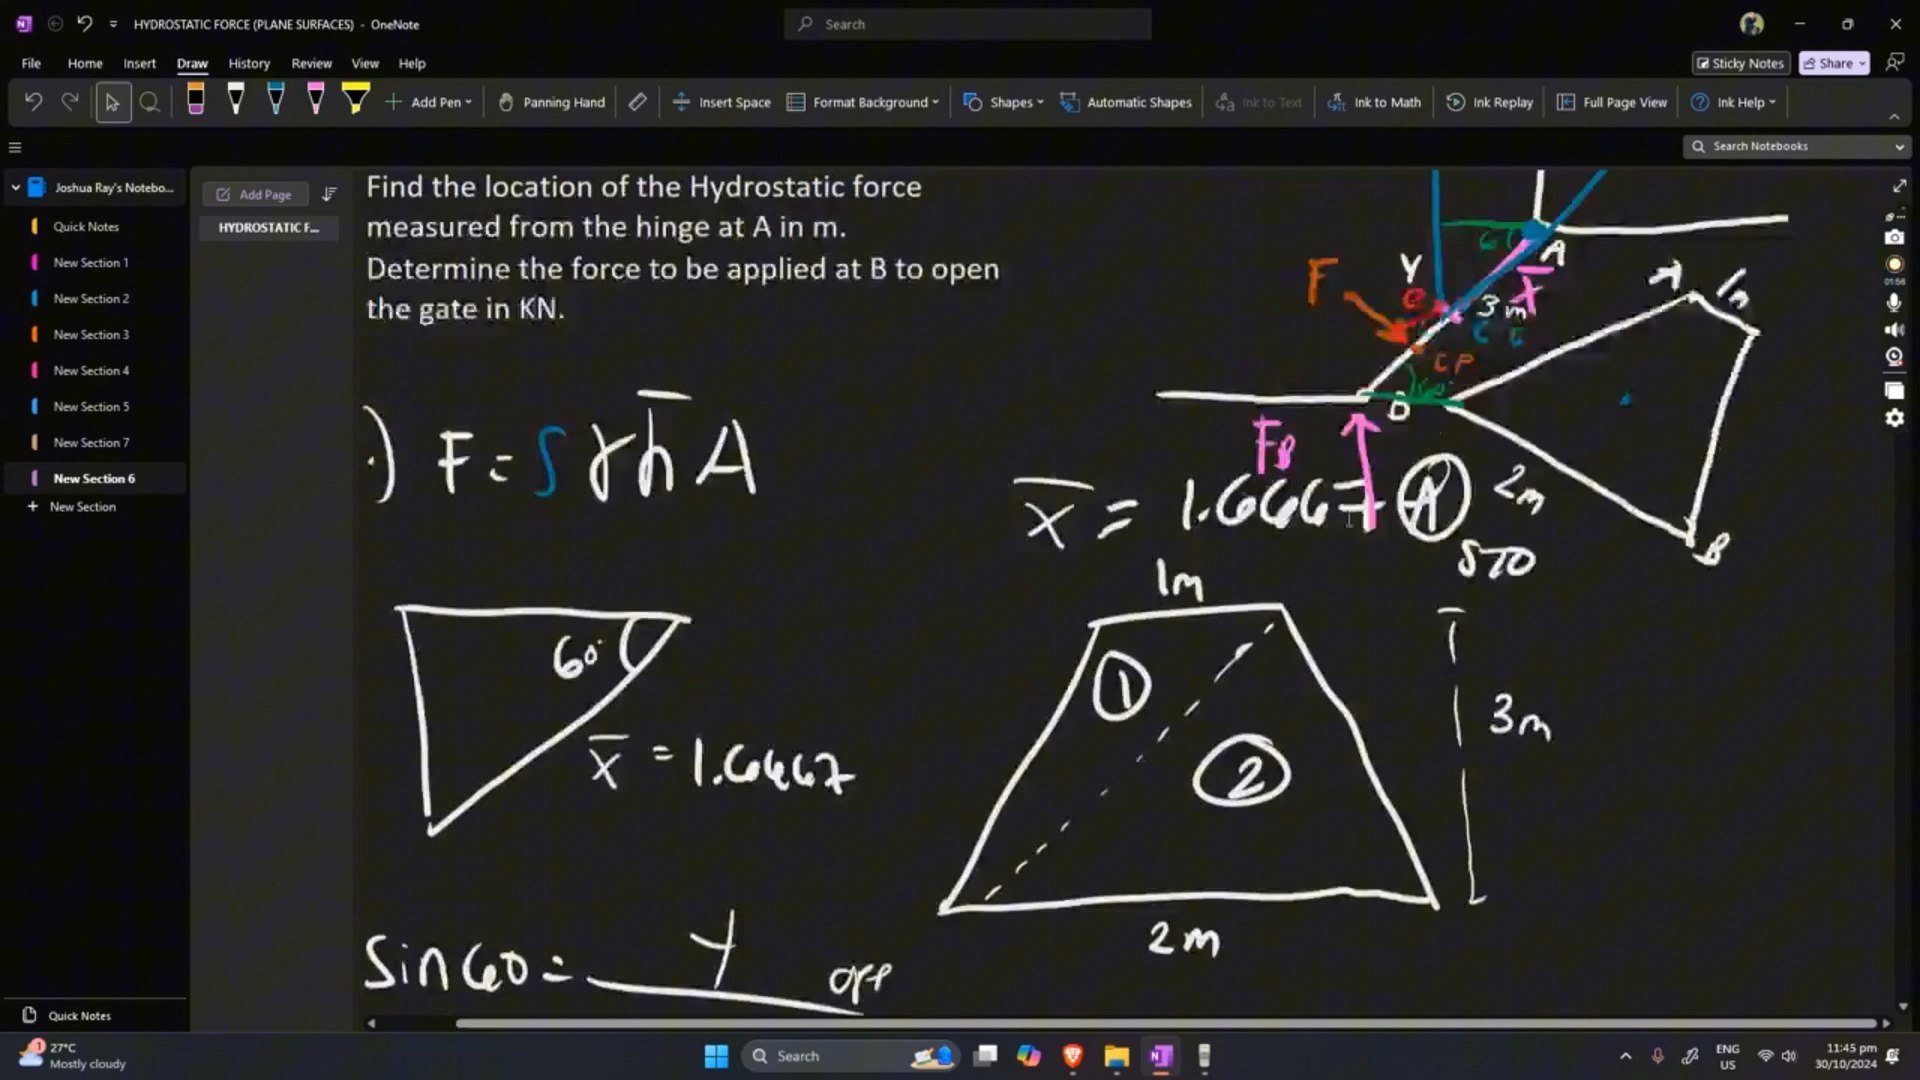 HYDROSTATIC FORCE (PLANE SURFACES) - OneNote
Search
File Home Insert Draw History Review View Help
Sticky Notes Share
Add Pen Panning Hand Insert Space Format Background Shapes Automatic Shapes Ink to Text Ink to Math Ink Replay Full Page View Ink Help
Search Notebooks
Joshua Ray's Notebo...
Quick Notes
New Section 1
New Section 2
New Section 3
New Section 4
New Section 5
New Section 7
New Section 6
New Section
Add Page
HYDROSTATIC F...
Find the location of the Hydrostatic force
measured from the hinge at A in m.
Determine the force to be applied at B to open
the gate in KN.
A
F
Y
e
x̄
3m
CP
60°
B
FB
A
1m
2m
B
.) F = S γ h̄ A
x̄ = 1.6667 (A)
570
1m
60°
x̄ = 1.6667
1
2
3m
2m
Sin60 = Y
opp
Quick Notes
27°C
Mostly cloudy
Search
ENG
US
11:45 pm
30/10/2024
01:56